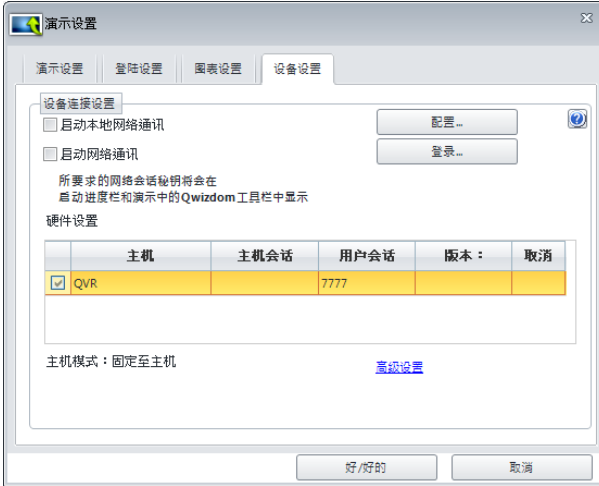 演示设置
演示设置 登陆设置 图表设置 设备设置
设备连接设置
启动本地网络通讯 配置...
启动网络通讯 登录...
所要求的网络会话秘钥将会在
启动进度栏和演示中的Qwizdom工具栏中显示
硬件设置
主机 主机会话 用户会话 版本： 取消
QVR 7777
主机模式：固定至主机 高级设置
好/好的 取消